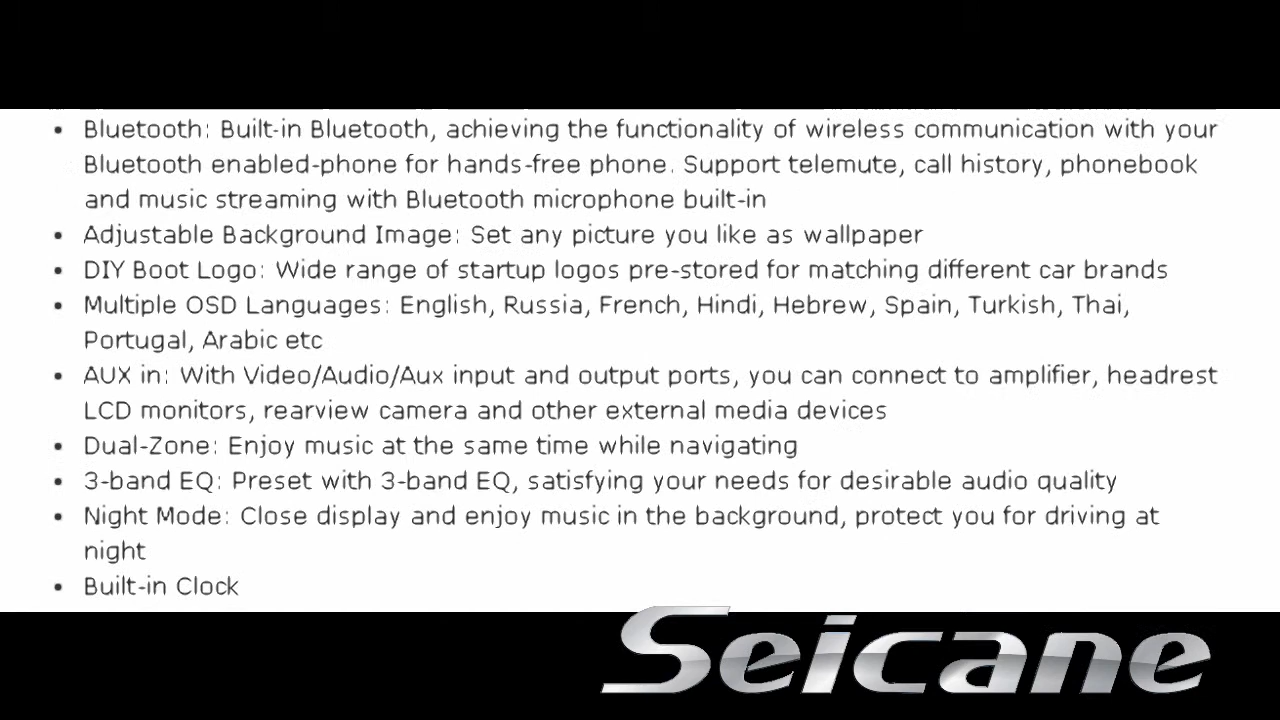 • Bluetooth: Built-in Bluetooth, achieving the functionality of wireless communication with your
Bluetooth enabled-phone for hands-free phone. Support telemute, call history, phonebook
and music streaming with Bluetooth microphone built-in
• Adjustable Background Image: Set any picture you like as wallpaper
• DIY Boot Logo: Wide range of startup logos pre-stored for matching different car brands
• Multiple OSD Languages: English, Russia, French, Hindi, Hebrew, Spain, Turkish, Thai,
Portugal, Arabic etc
• AUX in: With Video/Audio/Aux input and output ports, you can connect to amplifier, headrest
LCD monitors, rearview camera and other external media devices
• Dual-Zone: Enjoy music at the same time while navigating
• 3-band EQ: Preset with 3-band EQ, satisfying your needs for desirable audio quality
• Night Mode: Close display and enjoy music in the background, protect you for driving at
night
• Built-in Clock
Seicane